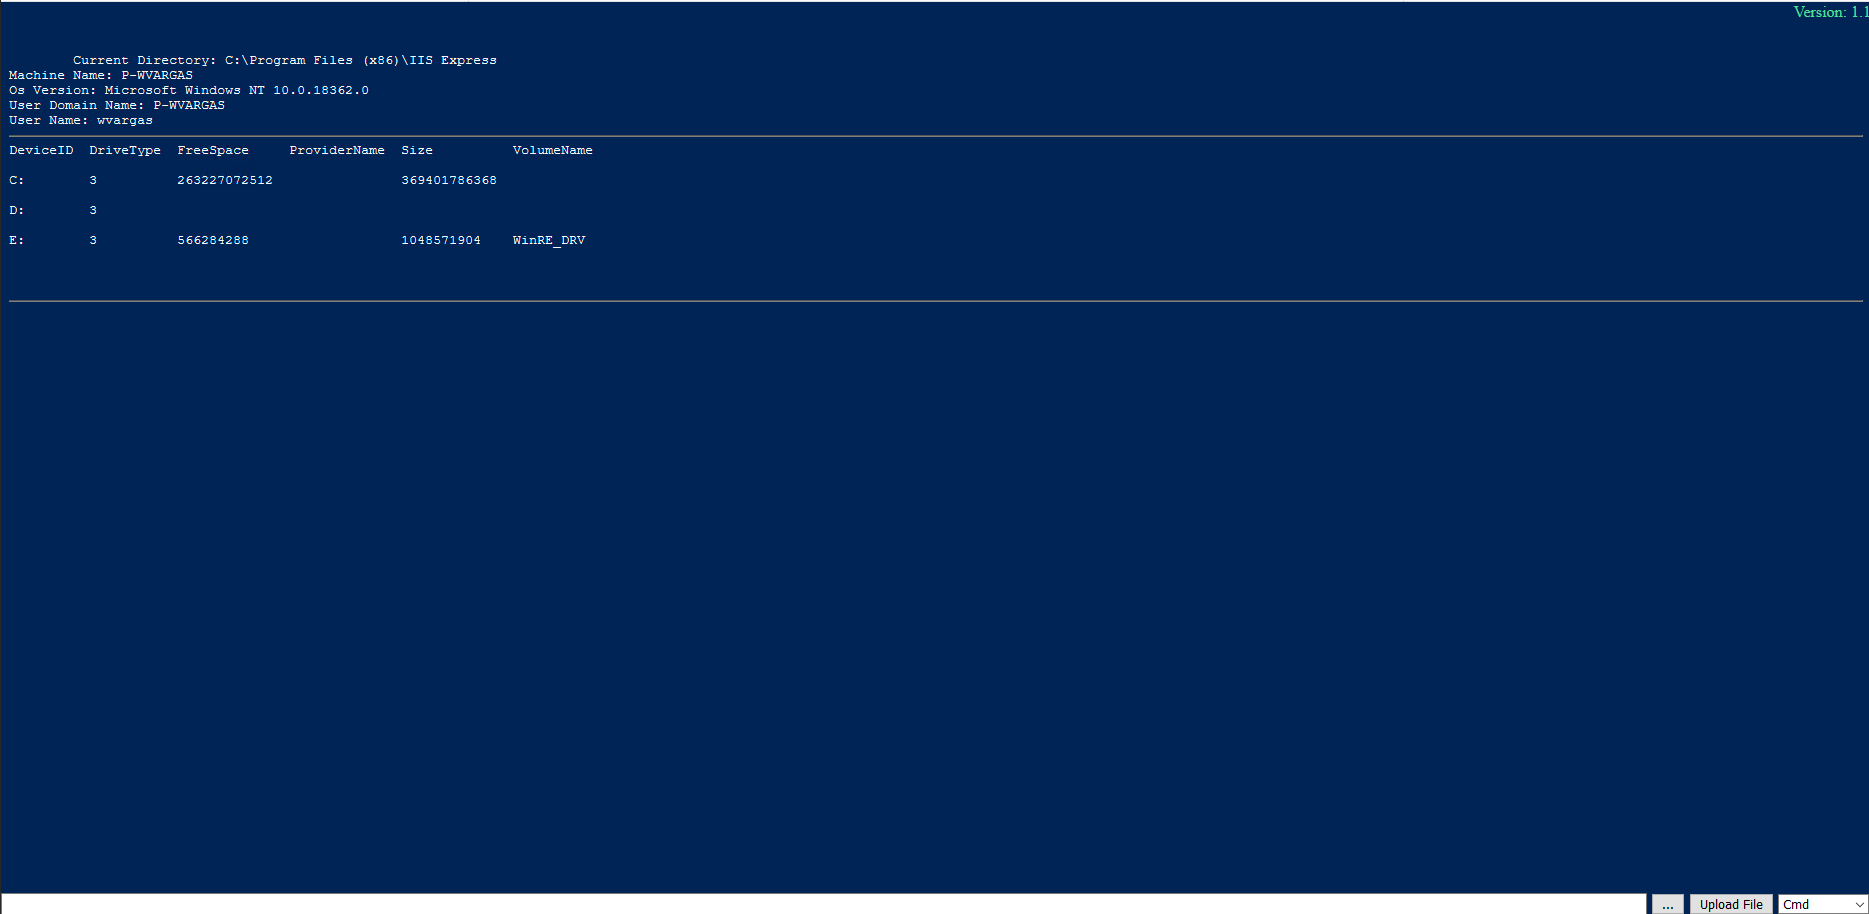 Version: 1.1
Current Directory: C:\Program Files (x86)\IIS Express
Machine Name: P-WVARGAS
Os Version: Microsoft Windows NT 10.0.18362.0
User Domain Name: P-WVARGAS
User Name: wvargas
DeviceID DriveType FreeSpace ProviderName Size VolumeName
C: 3 263227072512 369401786368
D: 3
E: 3 566284288 1048571904 WinRE_DRV
... Upload File Cmd